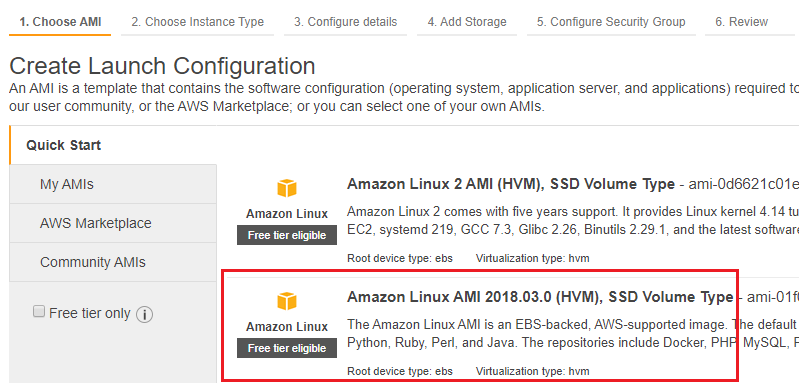 1. Choose AMI 2. Choose Instance Type 3. Configure details 4. Add Storage 5. Configure Security Group 6. Review
Create Launch Configuration
An AMI is a template that contains the software configuration (operating system, application server, and applications) required to
our user community, or the AWS Marketplace; or you can select one of your own AMIs.
Quick Start
My AMIs
AWS Marketplace
Community AMIs
Free tier only
Amazon Linux
Free tier eligible
Amazon Linux 2 AMI (HVM), SSD Volume Type - ami-0d6621c01e
Amazon Linux 2 comes with five years support. It provides Linux kernel 4.14 tu
EC2, systemd 219, GCC 7.3, Glibc 2.26, Binutils 2.29.1, and the latest software
Root device type: ebs Virtualization type: hvm
Amazon Linux
Free tier eligible
Amazon Linux AMI 2018.03.0 (HVM), SSD Volume Type - ami-01f
The Amazon Linux AMI is an EBS-backed, AWS-supported image. The default
Python, Ruby, Perl, and Java. The repositories include Docker, PHP, MySQL, P
Root device type: ebs Virtualization type: hvm